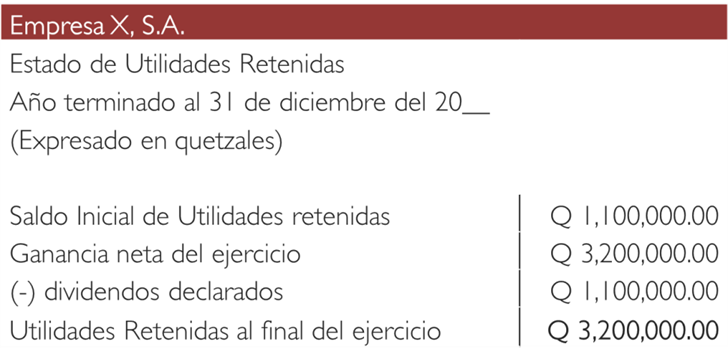 Empresa X, S.A.
Estado de Utilidades Retenidas
Año terminado al 31 de diciembre del 20__
(Expresado en quetzales)
Saldo Inicial de Utilidades retenidas Q 1,100,000.00
Ganancia neta del ejercicio Q 3,200,000.00
(-) dividendos declarados Q 1,100,000.00
Utilidades Retenidas al final del ejercicio Q 3,200,000.00